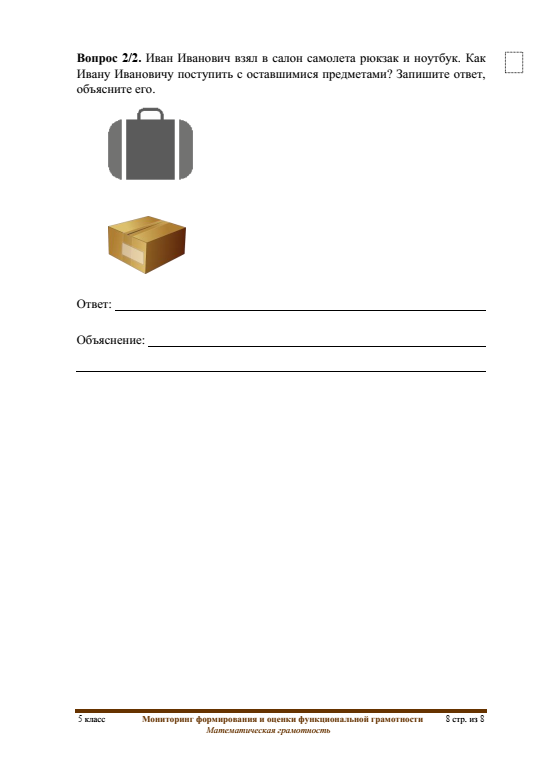 Вопрос 2/2. Иван Иванович взял в салон самолета рюкзак и ноутбук. Как
Ивану Ивановичу поступить с оставшимися предметами? Запишите ответ,
объясните его.
Ответ:
Объяснение:
5 класс Мониторинг формирования и оценки функциональной грамотности 8 стр. из 8
Математическая грамотность